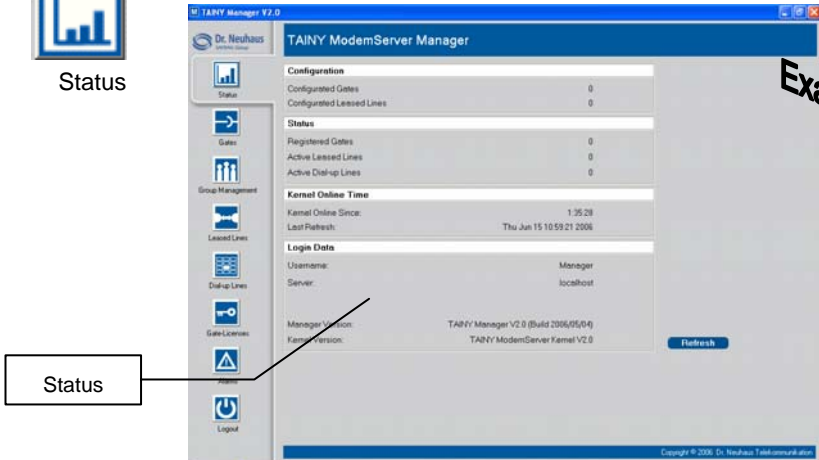 TAINY Manager V2.0
Dr. Neuhaus
TAINY ModemServer Manager
Status
Status
Configuration
Configurated Gates 0
Configurated Leased Lines 0
Status
Registered Gates 0
Active Leased Lines 0
Active Dial-up Lines 0
Kernel Online Time
Kernel Online Since: 1:35:28
Last Refresh: Thu Jun 15 10:59:21 2006
Login Data
Username: Manager
Server: localhost
Manager Version: TAINY Manager V2.0 (Build 2006/05/04)
Kernel Version: TAINY ModemServer Kernel V2.0
Refresh
Gates
Group Management
Leased Lines
Dial-up Lines
Gate-Licenses
Alarms
Logout
Status
Copyright © 2006 Dr. Neuhaus Telekommunikation